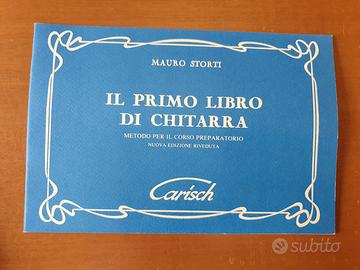 MAURO STORTI
IL PRIMO LIBRO
DI CHITARRA
METODO PER IL CORSO PREPARATORIO
NUOVA EDIZIONE RIVEDUTA
Carisch
subito